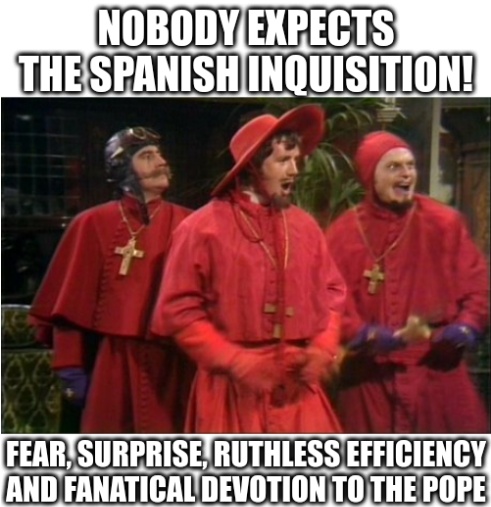 NOBODY EXPECTS
THE SPANISH INQUISITION!
FEAR, SURPRISE, RUTHLESS EFFICIENCY
AND FANATICAL DEVOTION TO THE POPE